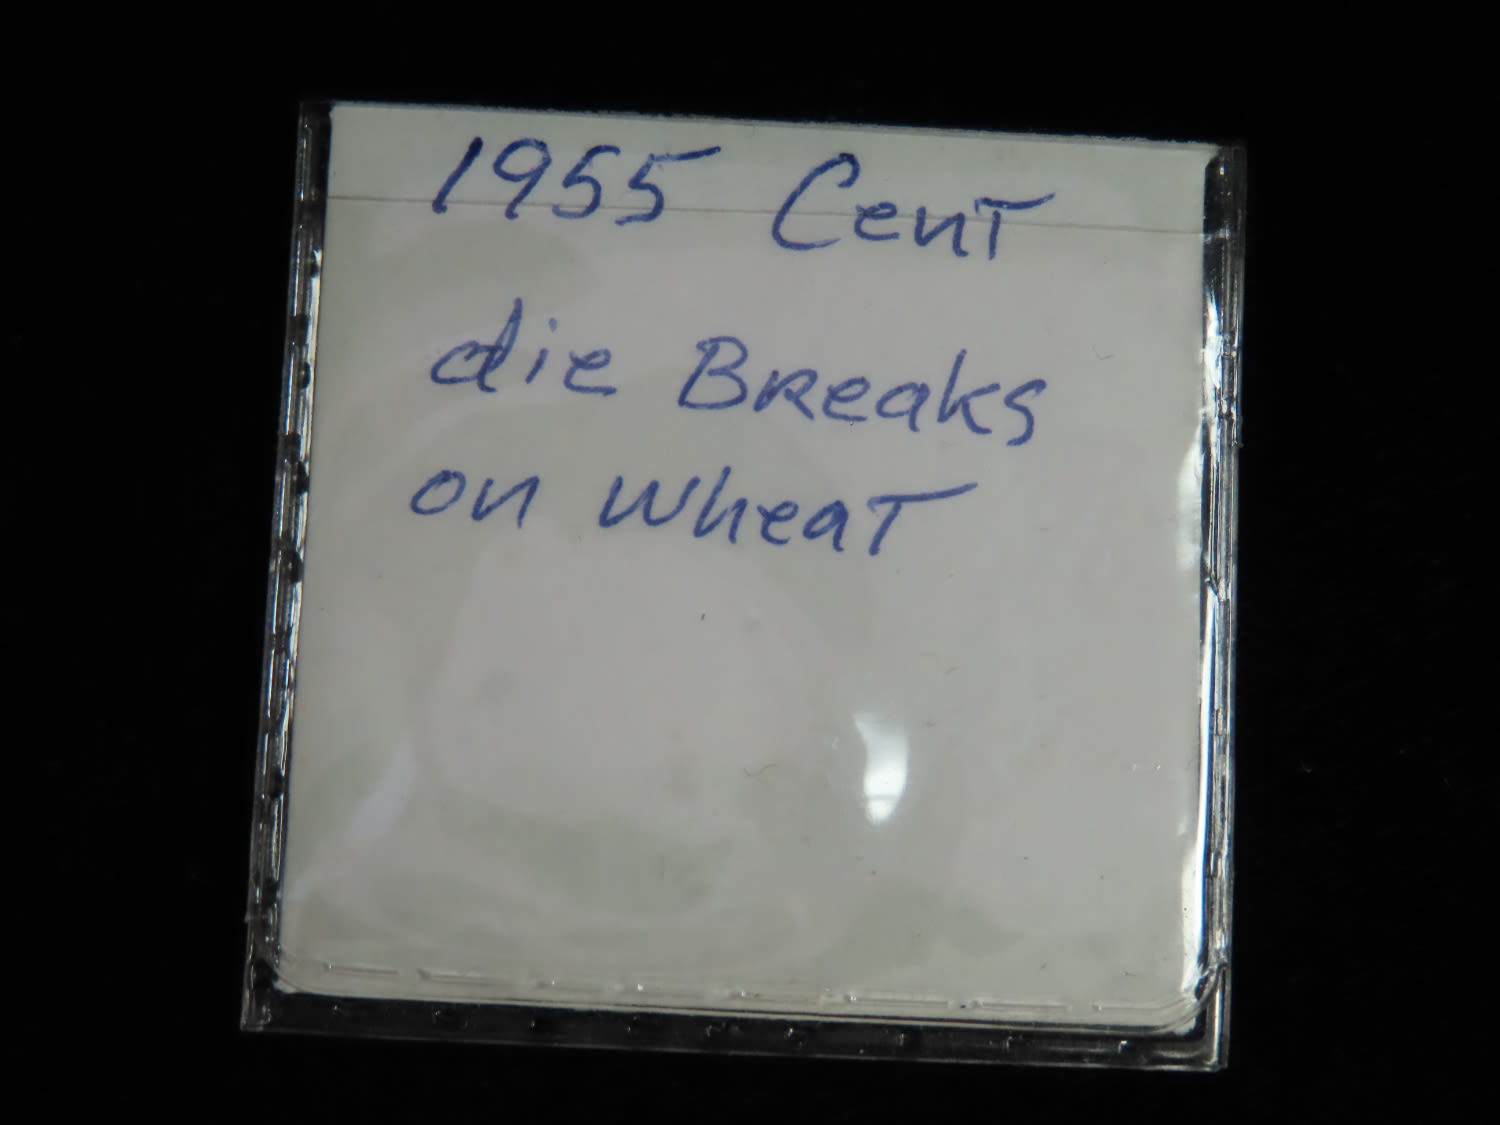 1955 Cent
die Breaks
on wheat